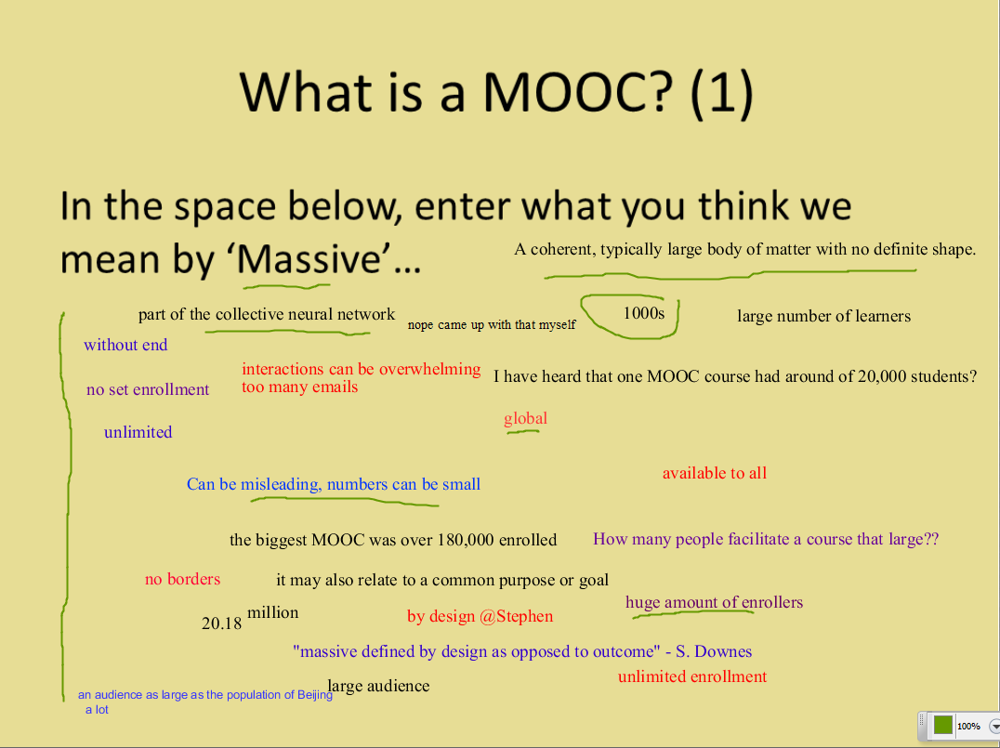 What is a MOOC? (1)
In the space below, enter what you think we
mean by ‘Massive’...
A coherent, typically large body of matter with no definite shape.
part of the collective neural network
nope came up with that myself
1000s
large number of learners
without end
interactions can be overwhelming
too many emails
I have heard that one MOOC course had around of 20,000 students?
no set enrollment
global
unlimited
available to all
Can be misleading, numbers can be small
the biggest MOOC was over 180,000 enrolled
How many people facilitate a course that large??
no borders
it may also relate to a common purpose or goal
huge amount of enrollers
20.18
million
by design @Stephen
"massive defined by design as opposed to outcome" - S. Downes
unlimited enrollment
large audience
an audience as large as the population of Beijing
a lot
100%